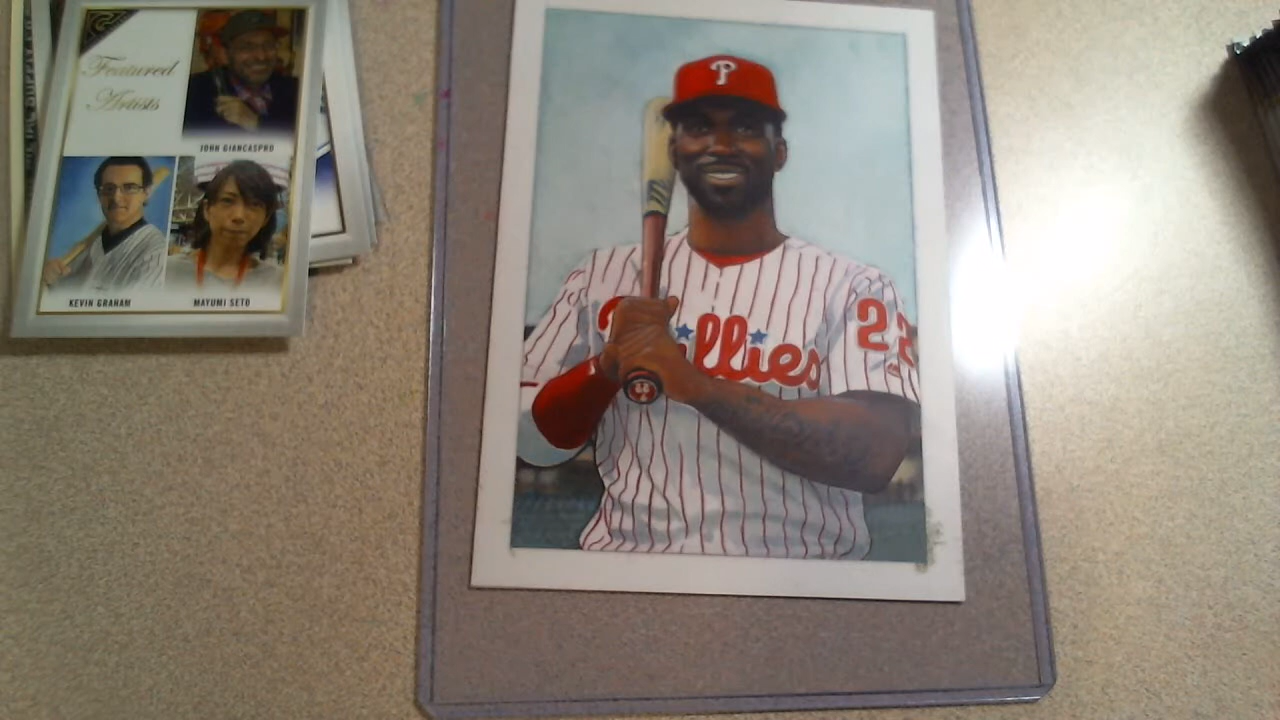 Featured
Artists
JOHN GIANCASPRO
KEVIN GRAHAM
MAYUMI SETO
P
Phillies
22